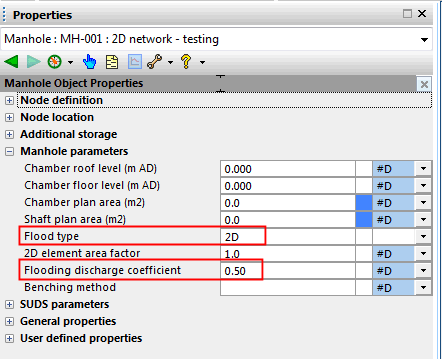 Properties
Manhole : MH-001 : 2D network - testing
?
Manhole Object Properties
Node definition
Node location
Additional storage
Manhole parameters
Chamber roof level (m AD) 0.000 #D
Chamber floor level (m AD) 0.000 #D
Chamber plan area (m2) 0.0 #D
Shaft plan area (m2) 0.0 #D
Flood type 2D
2D element area factor 1.0 #D
Flooding discharge coefficient 0.50 #D
Benching method #D
SUDS parameters
General properties
User defined properties